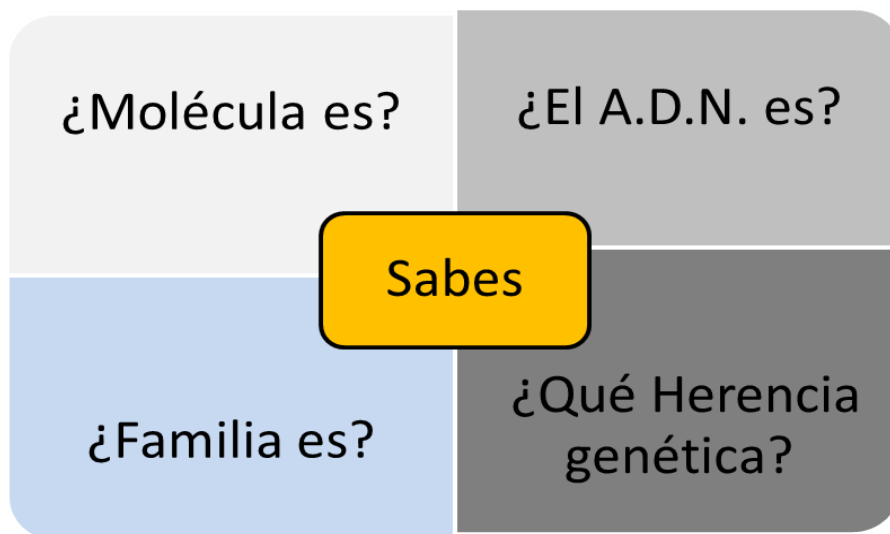 ¿Molécula es?
¿El A.D.N. es?
Sabes
¿Familia es?
¿Qué Herencia
genética?